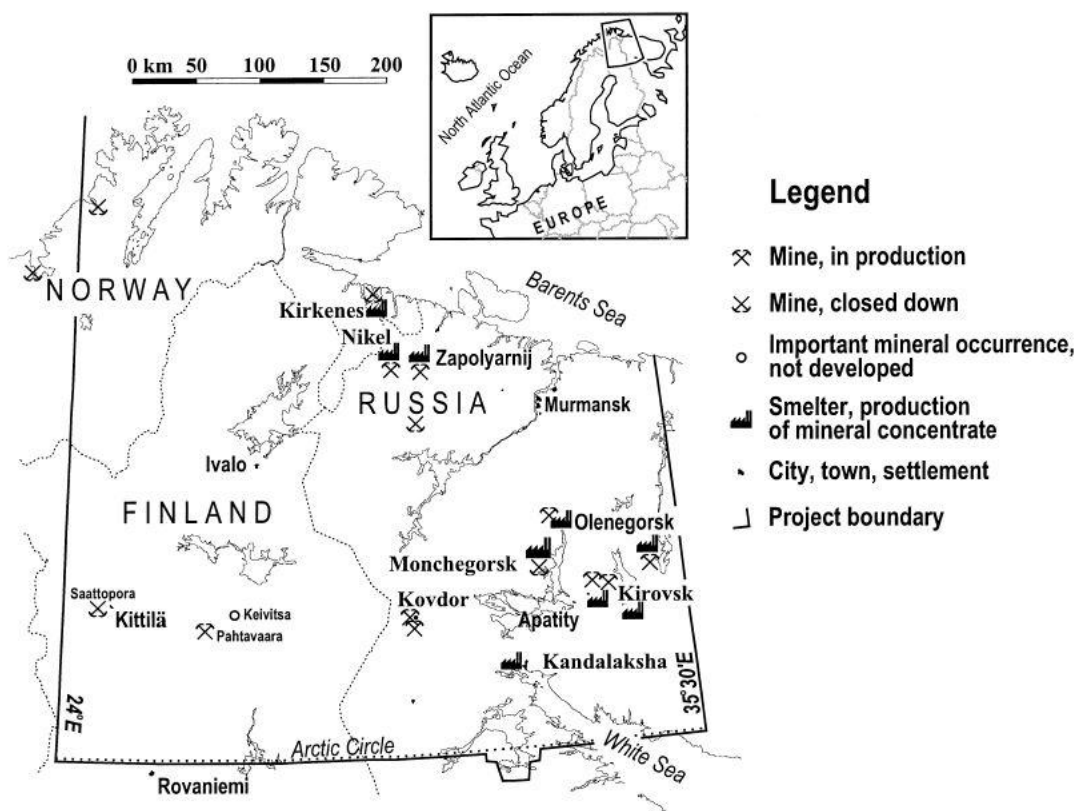 0 km 50 100 150 200
North Atlantic Ocean
EUROPE
Legend
Mine, in production
Mine, closed down
Important mineral occurrence,
not developed
Smelter, production
of mineral concentrate
City, town, settlement
Project boundary
NORWAY
Barents Sea
Kirkenes
Nikel
Zapolyarnij
RUSSIA
Murmansk
Ivalo
FINLAND
Olenegorsk
Monchegorsk
Saattopora
Kittilä
Keivitsa
Pahtavaara
Kovdor
Kirovsk
Apatity
Kandalaksha
24°E
35°30'E
Arctic Circle
White Sea
Rovaniemi